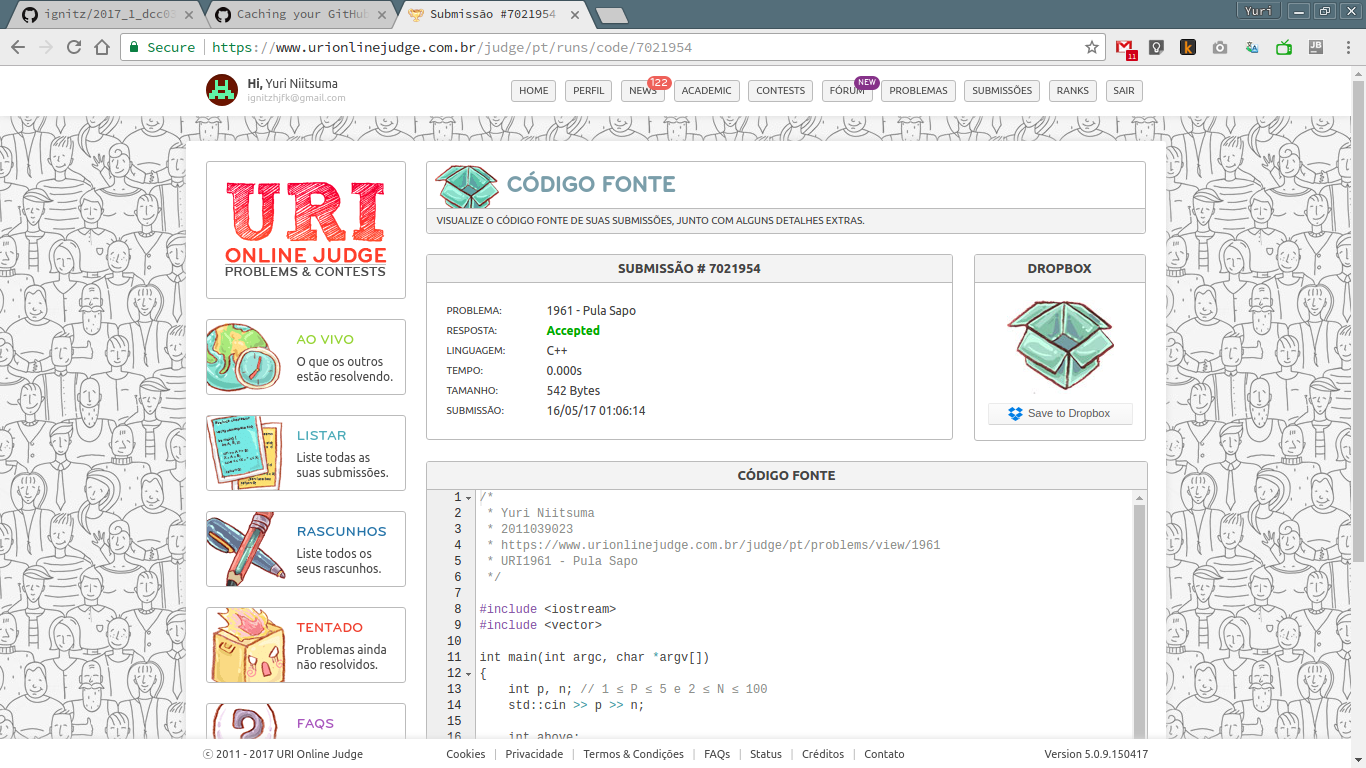 ignitz/2017_1_dcc03
Caching your GitHub
Submissão #7021954
Yuri
Secure
https://www.urionlinejudge.com.br/judge/pt/runs/code/7021954
11
Hi, Yuri Niitsuma
ignitzhjfk@gmail.com
HOME
PERFIL
NEWS
122
ACADEMIC
CONTESTS
FÓRUM
NEW
PROBLEMAS
SUBMISSÕES
RANKS
SAIR
URI
ONLINE JUDGE
PROBLEMS & CONTESTS
CÓDIGO FONTE
VISUALIZE O CÓDIGO FONTE DE SUAS SUBMISSÕES, JUNTO COM ALGUNS DETALHES EXTRAS.
AO VIVO
O que os outros
estão resolvendo.
LISTAR
Liste todas as
suas submissões.
RASCUNHOS
Liste todos os
seus rascunhos.
TENTADO
Problemas ainda
não resolvidos.
FAQS
SUBMISSÃO # 7021954
PROBLEMA: 1961 - Pula Sapo
RESPOSTA: Accepted
LINGUAGEM: C++
TEMPO: 0.000s
TAMANHO: 542 Bytes
SUBMISSÃO: 16/05/17 01:06:14
DROPBOX
Save to Dropbox
CÓDIGO FONTE
1 /*
2 * Yuri Niitsuma
3 * 2011039023
4 * https://www.urionlinejudge.com.br/judge/pt/problems/view/1961
5 * URI1961 - Pula Sapo
6 */
7
8 #include <iostream>
9 #include <vector>
10
11 int main(int argc, char *argv[])
12 {
13 int p, n; // 1 ≤ P ≤ 5 e 2 ≤ N ≤ 100
14 std::cin >> p >> n;
15
16 int above;
© 2011 - 2017 URI Online Judge
Cookies | Privacidade | Termos & Condições | FAQs | Status | Créditos | Contato
Version 5.0.9.150417